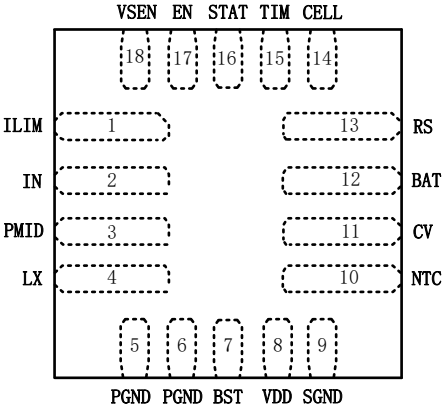 VSEN EN STAT TIM CELL
18 17 16 15 14
ILIM 1 13 RS
IN 2 12 BAT
PMID 3 11 CV
LX 4 10 NTC
5 6 7 8 9
PGND PGND BST VDD SGND